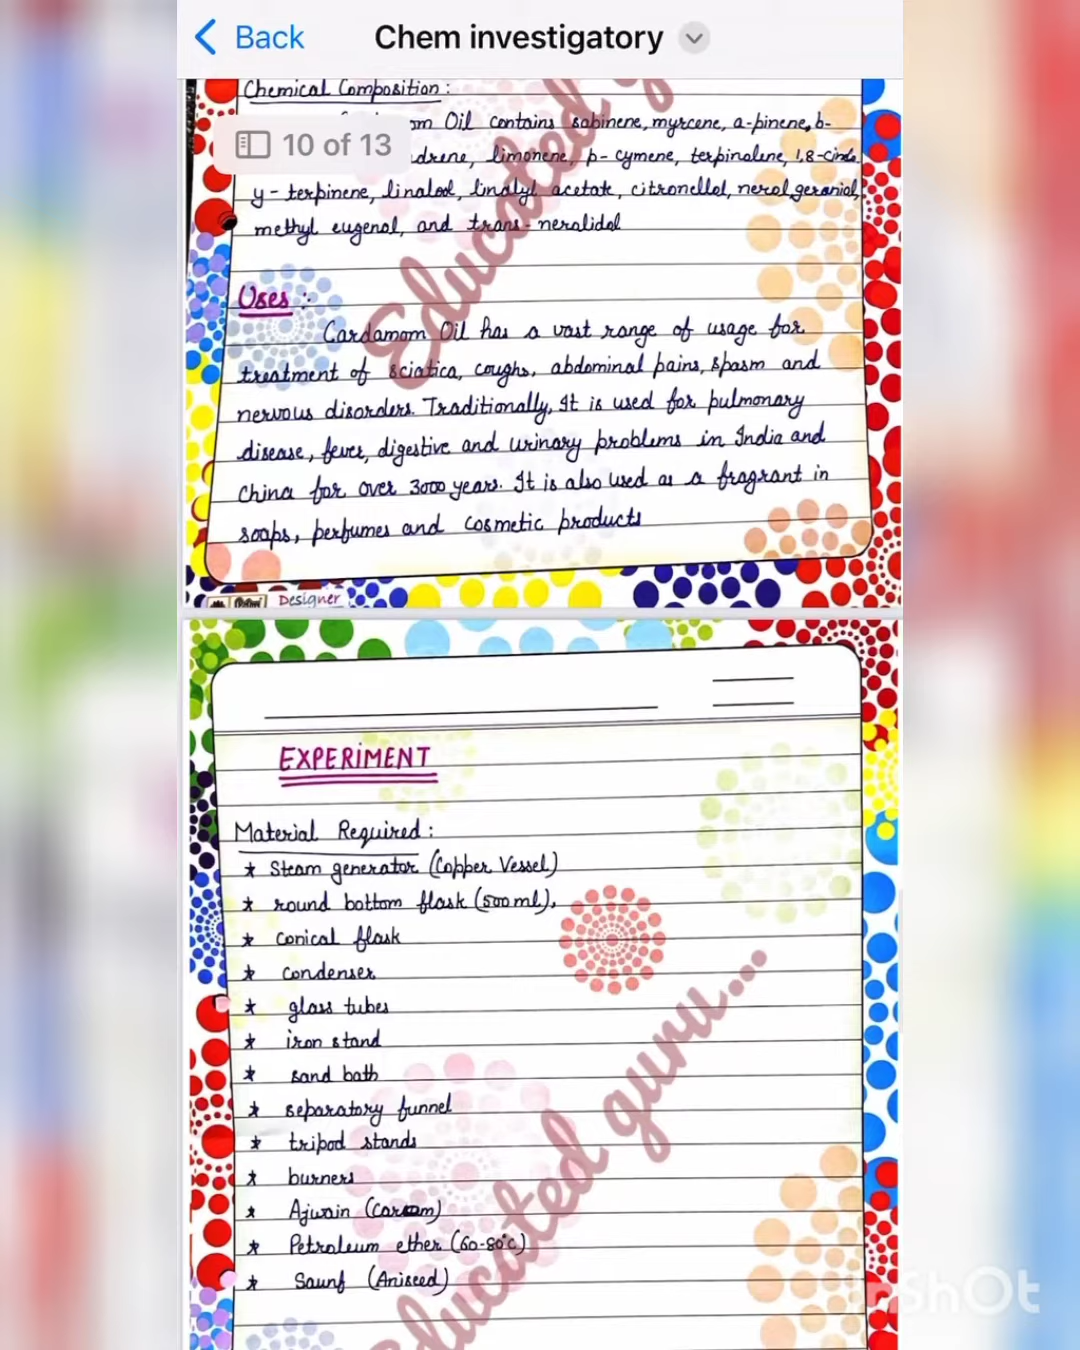 Back
Chem investigatory
Chemical Composition:
10 of 13
om Oil contains sabinene, myrcene, a-pinene, b-
drene, limonene, p-cymene, terpinolene, 1,8-
y-terpinene, linalool, linalyl acetate, citronellol, nerol, geraniol,
methyl eugenol, and trans-neralidol
Uses:-
Cardamom Oil has a vast range of usage for
treatment of sciatica, coughs, abdominal pains, spasm and
nervous disorders. Traditionally, It is used for pulmonary
disease, fever, digestive and urinary problems in India and
China for over 3000 years. It is also used as a fragrant in
soaps, perfumes and cosmetic products
Designer
Educated g
EXPERIMENT
Material Required:
* Steam generator (Copper Vessel)
* round bottom flask (500 ml),
* conical flask
* condenser
* glass tubes
* iron stand
* sand bath
* separatory funnel
* tripod stands
* burners
* Ajwain (Carom)
* Petroleum ether (60-80°C)
* Saunf (Aniseed)
Educated guru...
nShOt